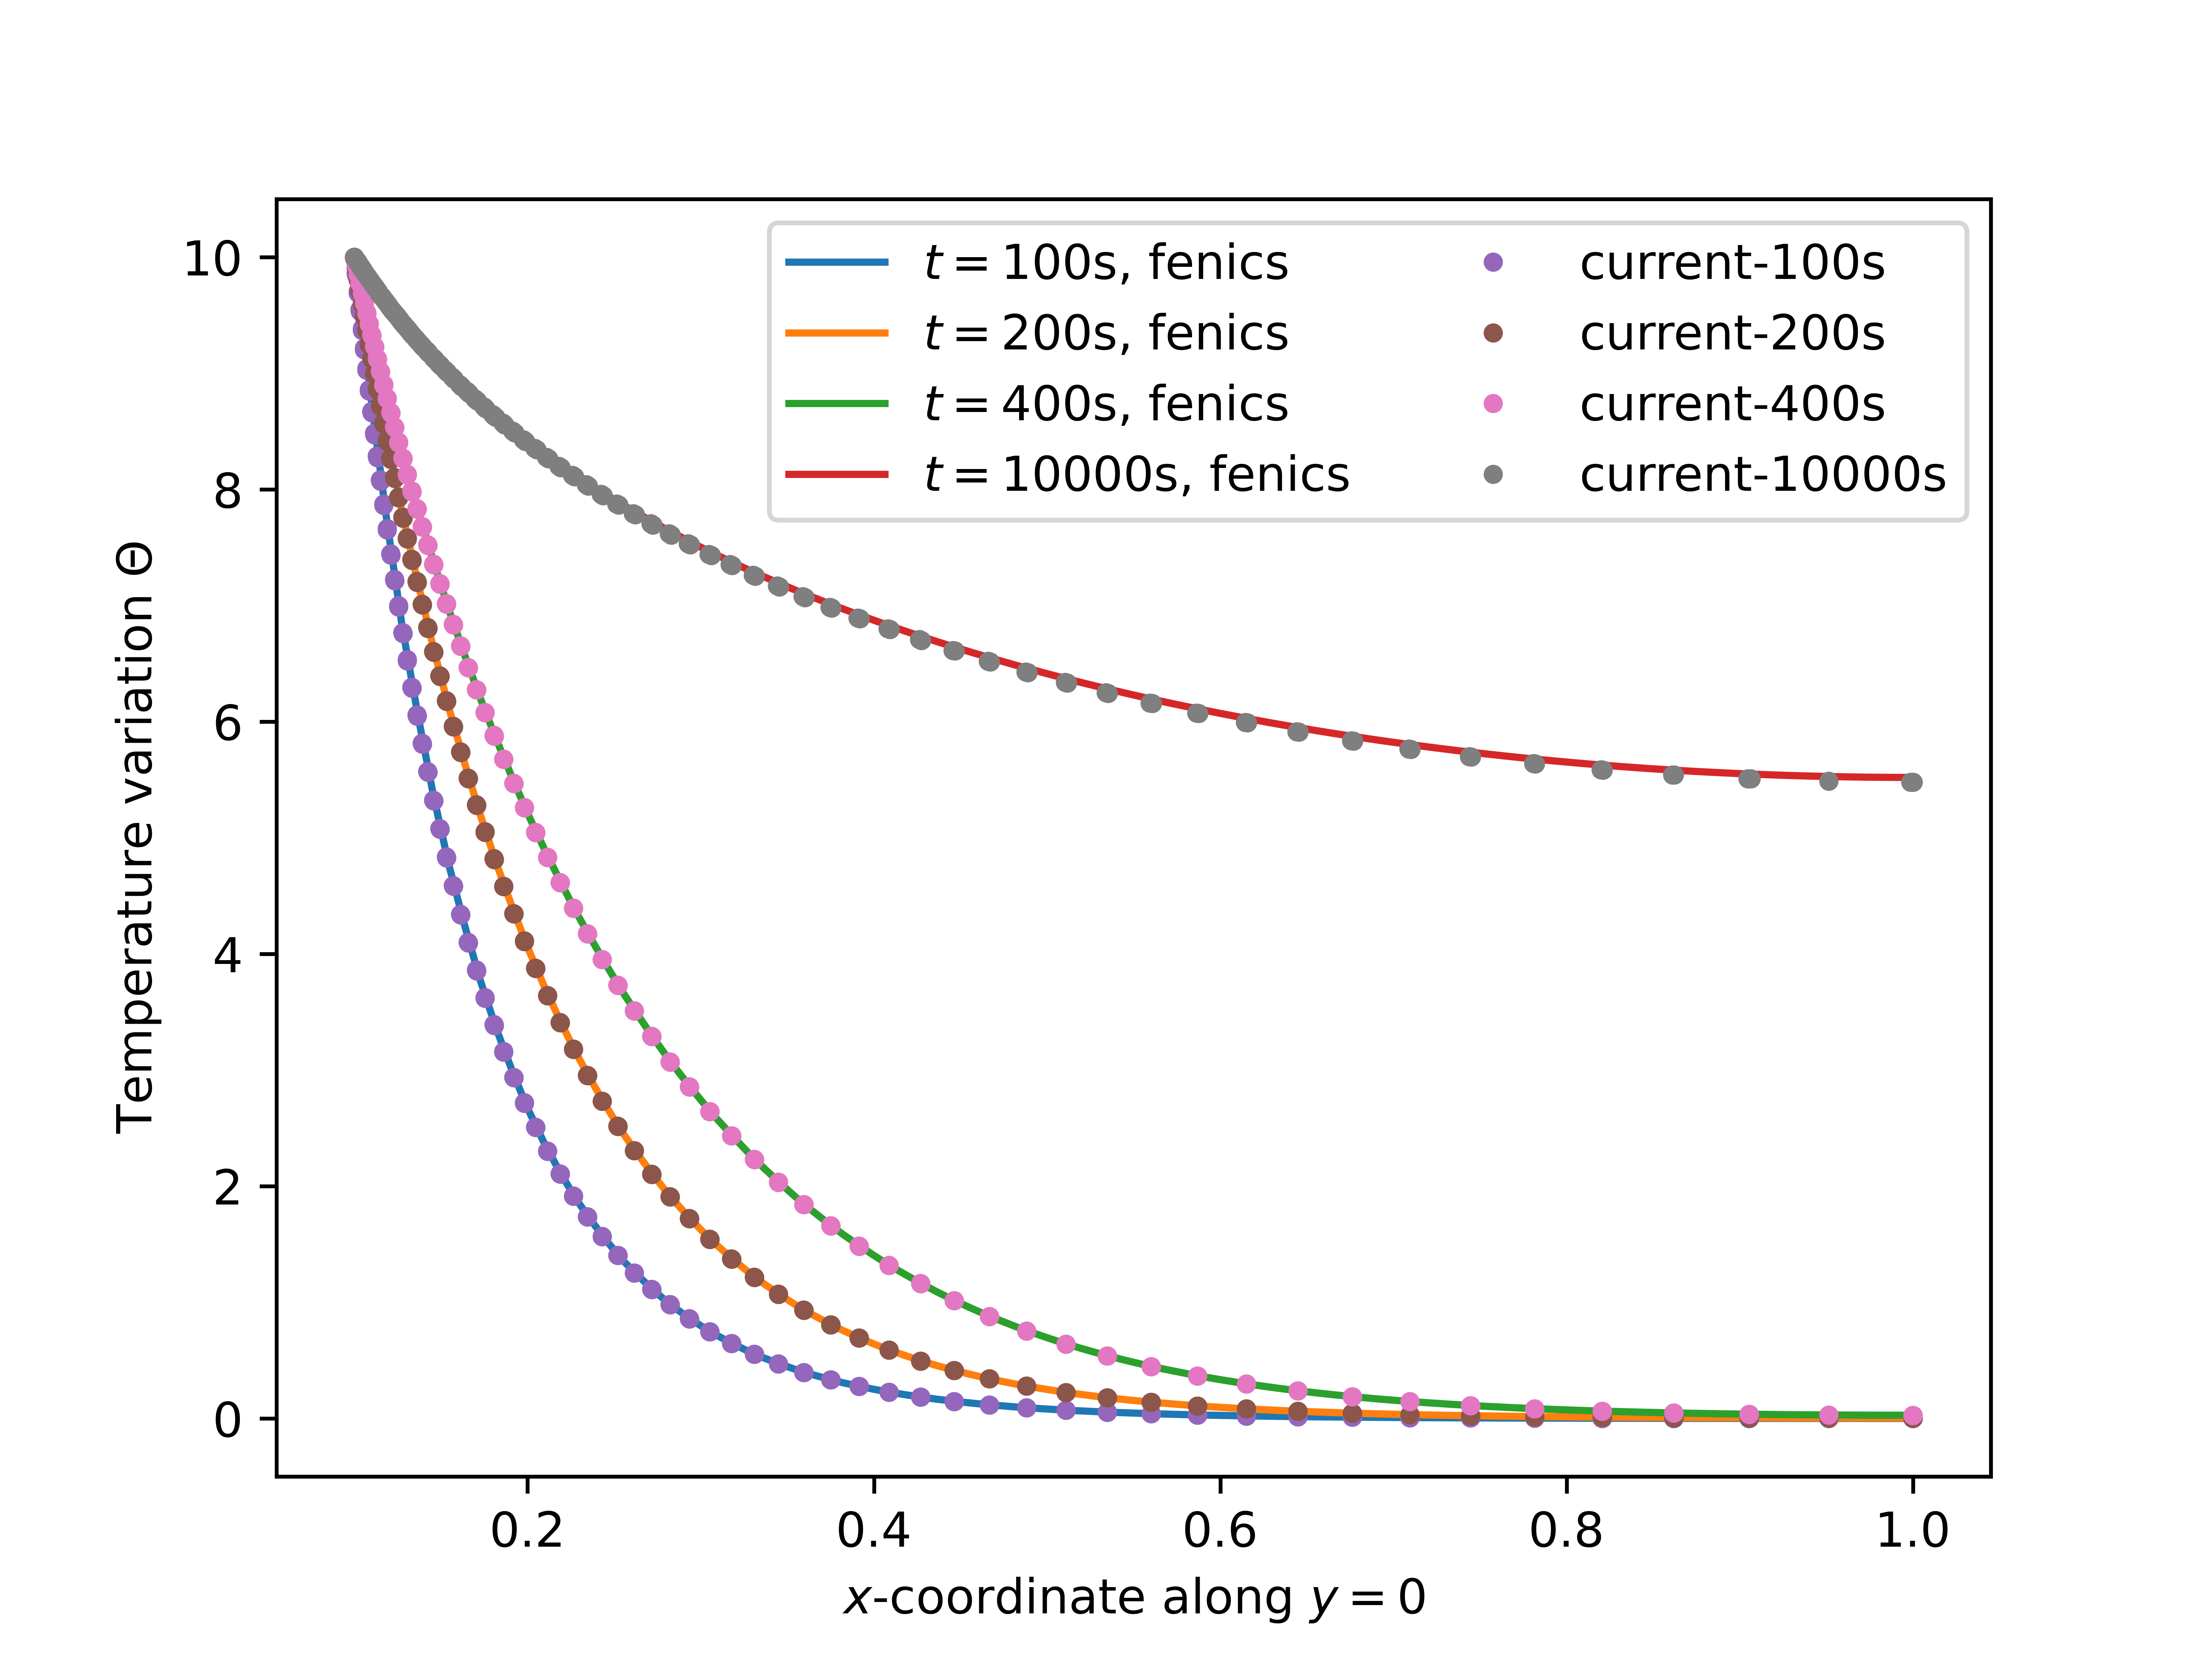 10
8
6
4
2
0
Temperature variation Θ
t = 100s, fenics
t = 200s, fenics
t = 400s, fenics
t = 10000s, fenics
current-100s
current-200s
current-400s
current-10000s
0.2 0.4 0.6 0.8 1.0
x-coordinate along y = 0